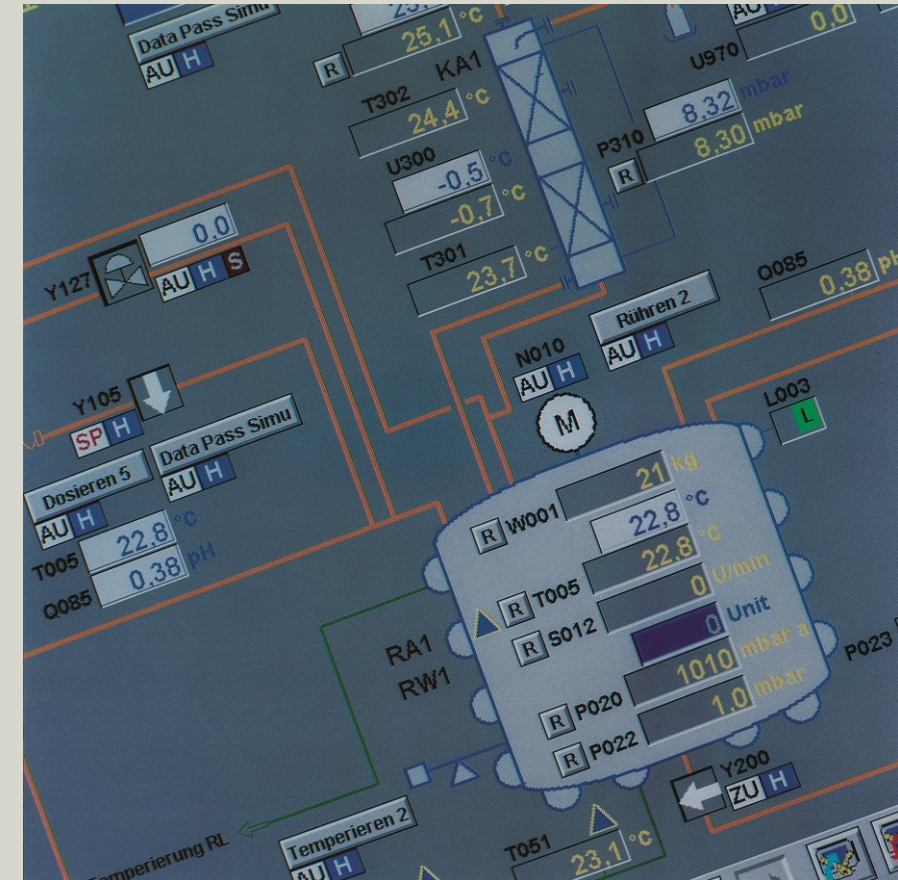 Data Pass Simu
AU H
25,1 °C
R
KA1
T302
24,4 °C
U300
-0,5 °C
-0,7 °C
T301
23,7 °C
U970
AU
0,0
8,32 mbar
P310
R
8,30 mbar
Y127
0,0
AU H S
Q085
0,38
Rühren 2
AU H
N010
AU H
M
L003
L
Y105
SP H
Data Pass Simu
AU H
Dosieren 5
AU H
T005
22,8 °C
Q085
0,38 pH
R W001
21 kg
22,8 °C
R T005
22,8 °C
R S012
0 U/min
0 Unit
R P020
1010 mbar a
R P022
1.0 mbar
RA1
RW1
P023
Y200
ZU H
Temperierung RL
Temperieren 2
AU H
T051
23,1 °C